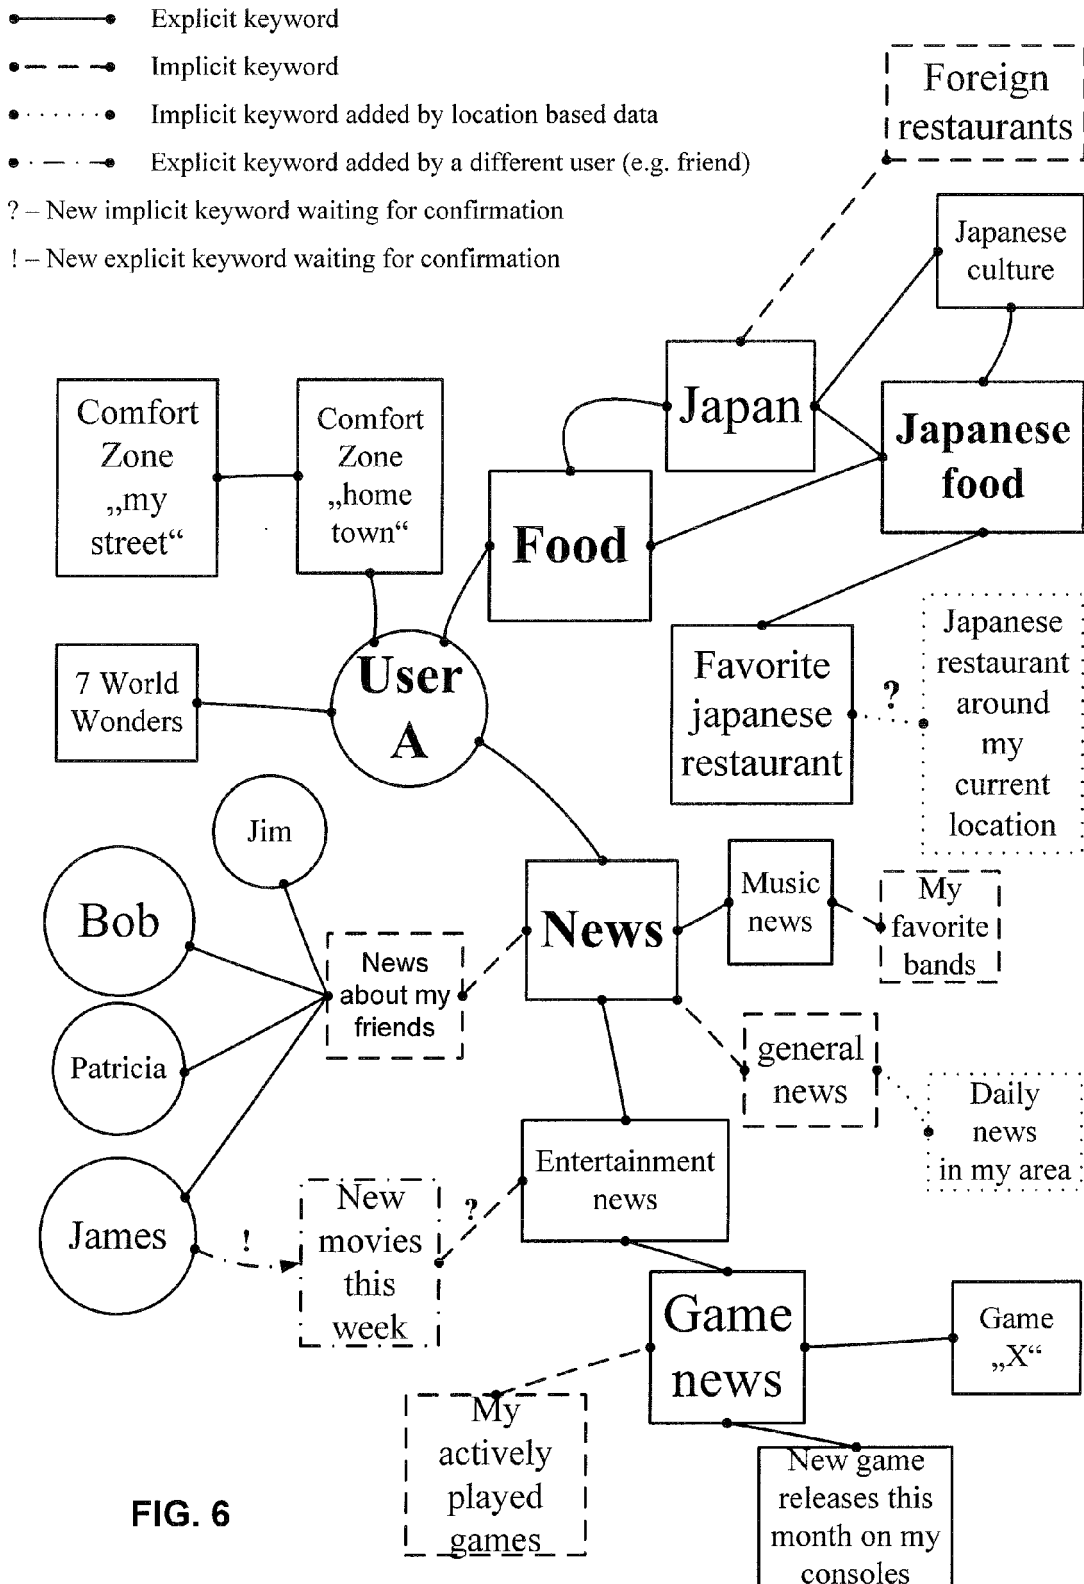 Explicit keyword
Implicit keyword
Implicit keyword added by location based data
Explicit keyword added by a different user (e.g. friend)
? – New implicit keyword waiting for confirmation
! – New explicit keyword waiting for confirmation
Foreign
restaurants
Japanese
culture
Japan
Japanese
food
Comfort
Zone
„my
street“
Comfort
Zone
„home
town“
Food
User
A
7 World
Wonders
Favorite
japanese
restaurant
?
Japanese
restaurant
around
my
current
location
Jim
Bob
Patricia
James
News
about my
friends
News
Music
news
My
favorite
bands
general
news
Daily
news
in my area
Entertainment
news
?
!
New
movies
this
week
Game
news
Game
„X“
My
actively
played
games
New game
releases this
month on my
consoles
FIG. 6